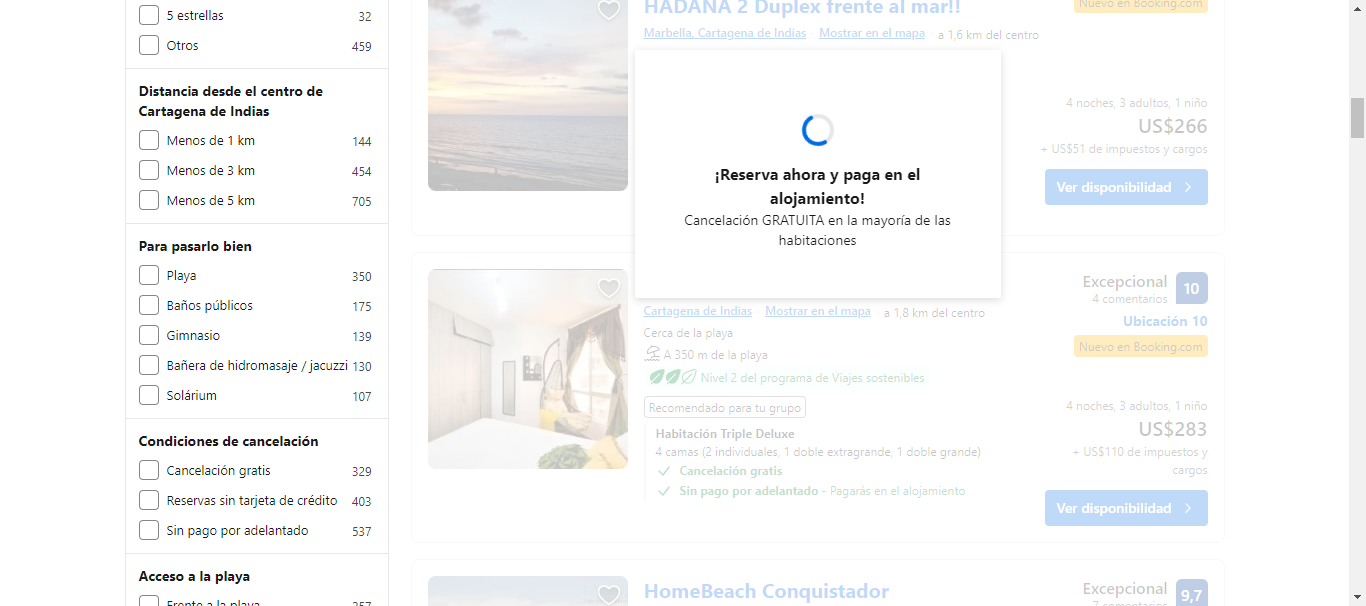 5 estrellas 32
Otros 459
Distancia desde el centro de
Cartagena de Indias
Menos de 1 km 144
Menos de 3 km 454
Menos de 5 km 705
Para pasarlo bien
Playa 350
Baños públicos 175
Gimnasio 139
Bañera de hidromasaje / jacuzzi 130
Solárium 107
Condiciones de cancelación
Cancelación gratis 329
Reservas sin tarjeta de crédito 403
Sin pago por adelantado 537
Acceso a la playa
Frente a la playa 257
HADANA 2 Duplex frente al mar!!
Nuevo en Booking.com
Marbella, Cartagena de Indias Mostrar en el mapa a 1,6 km del centro
4 noches, 3 adultos, 1 niño
US$266
+ US$51 de impuestos y cargos
Ver disponibilidad
¡Reserva ahora y paga en el
alojamiento!
Cancelación GRATUITA en la mayoría de las
habitaciones
Excepcional 10
4 comentarios
Ubicación 10
Nuevo en Booking.com
Cartagena de Indias Mostrar en el mapa a 1,8 km del centro
Cerca de la playa
A 350 m de la playa
Nivel 2 del programa de Viajes sostenibles
Recomendado para tu grupo
Habitación Triple Deluxe
4 camas (2 individuales, 1 doble extragrande, 1 doble grande)
Cancelación gratis
Sin pago por adelantado - Pagarás en el alojamiento
4 noches, 3 adultos, 1 niño
US$283
+ US$110 de impuestos y
cargos
Ver disponibilidad
HomeBeach Conquistador
Excepcional 9,7
7 comentarios